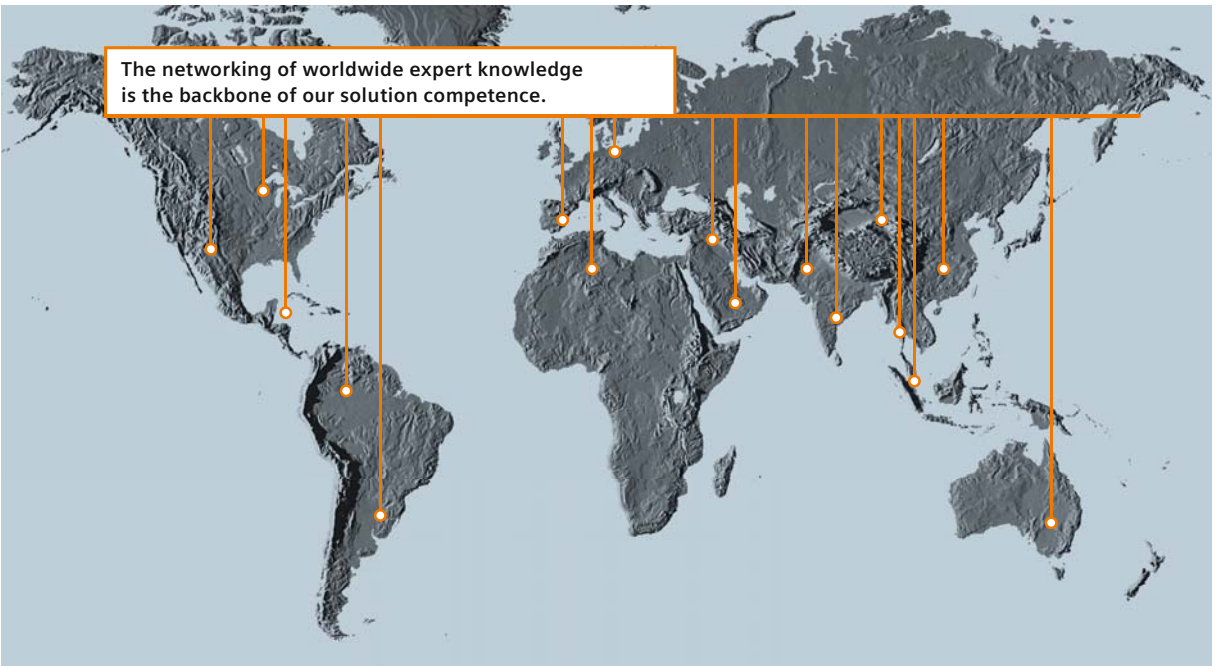 The networking of worldwide expert knowledge
is the backbone of our solution competence.